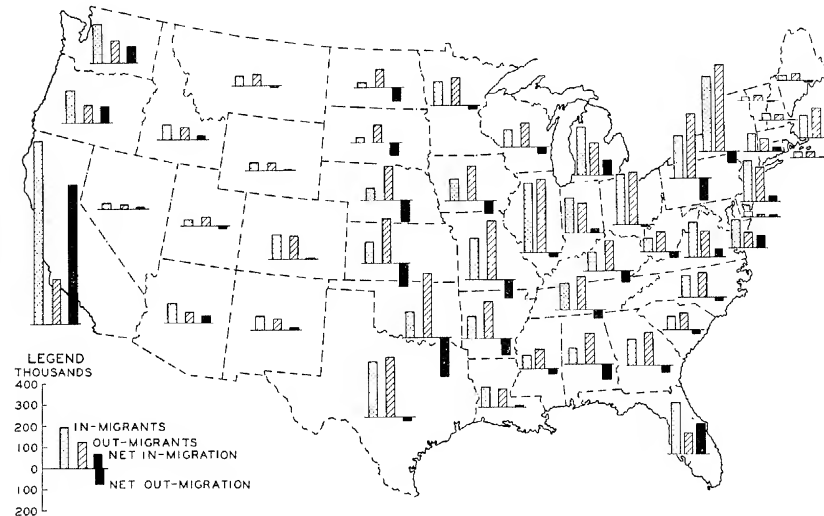 LEGEND
THOUSANDS
400
300
200
100
0
100
200
IN-MIGRANTS
OUT-MIGRANTS
NET IN-MIGRATION
NET OUT-MIGRATION